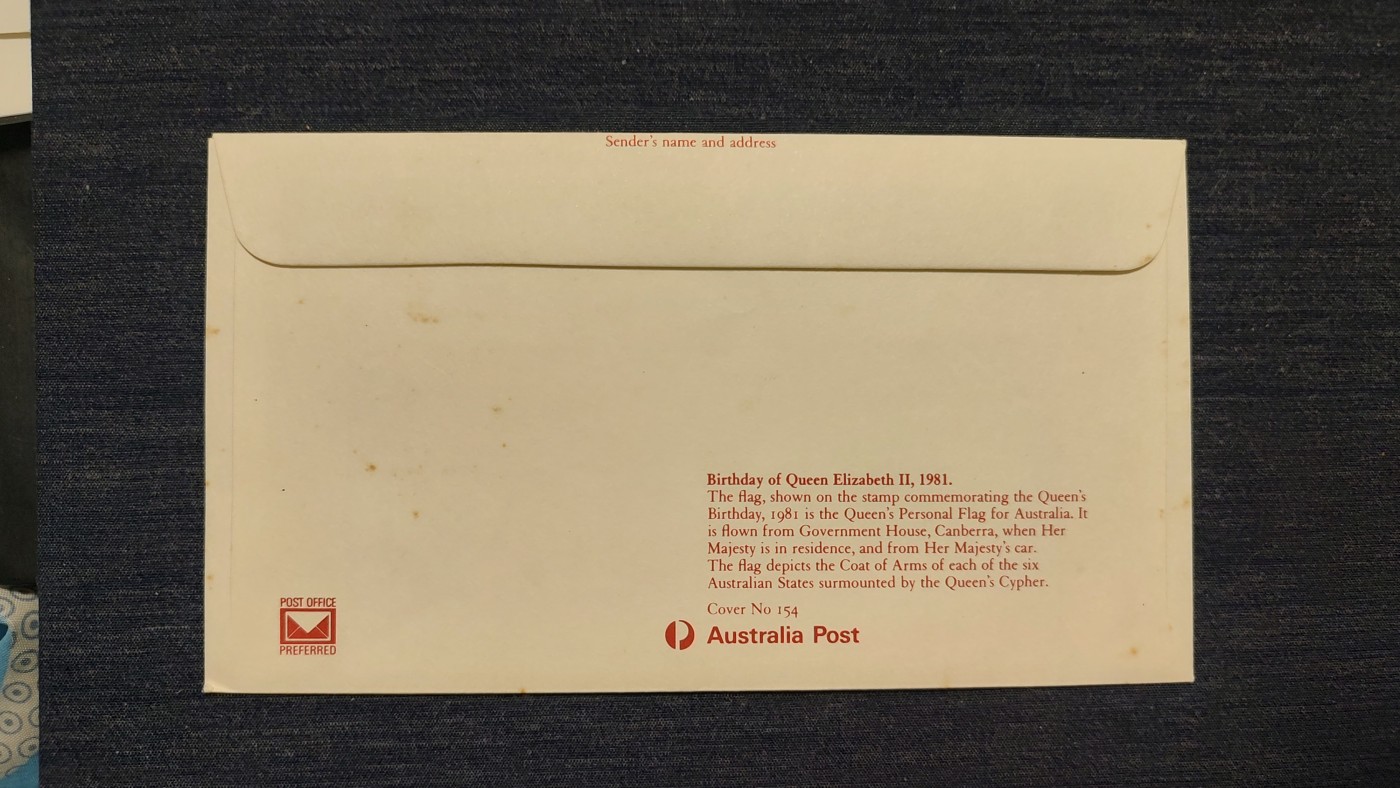 Sender's name and address
Birthday of Queen Elizabeth II, 1981.
The flag, shown on the stamp commemorating the Queen's
Birthday, 1981 is the Queen's Personal Flag for Australia. It
is flown from Government House, Canberra, when Her
Majesty is in residence, and from Her Majesty's car.
The flag depicts the Coat of Arms of each of the six
Australian States surmounted by the Queen's Cypher.
Cover No 154
Australia Post
POST OFFICE
PREFERRED